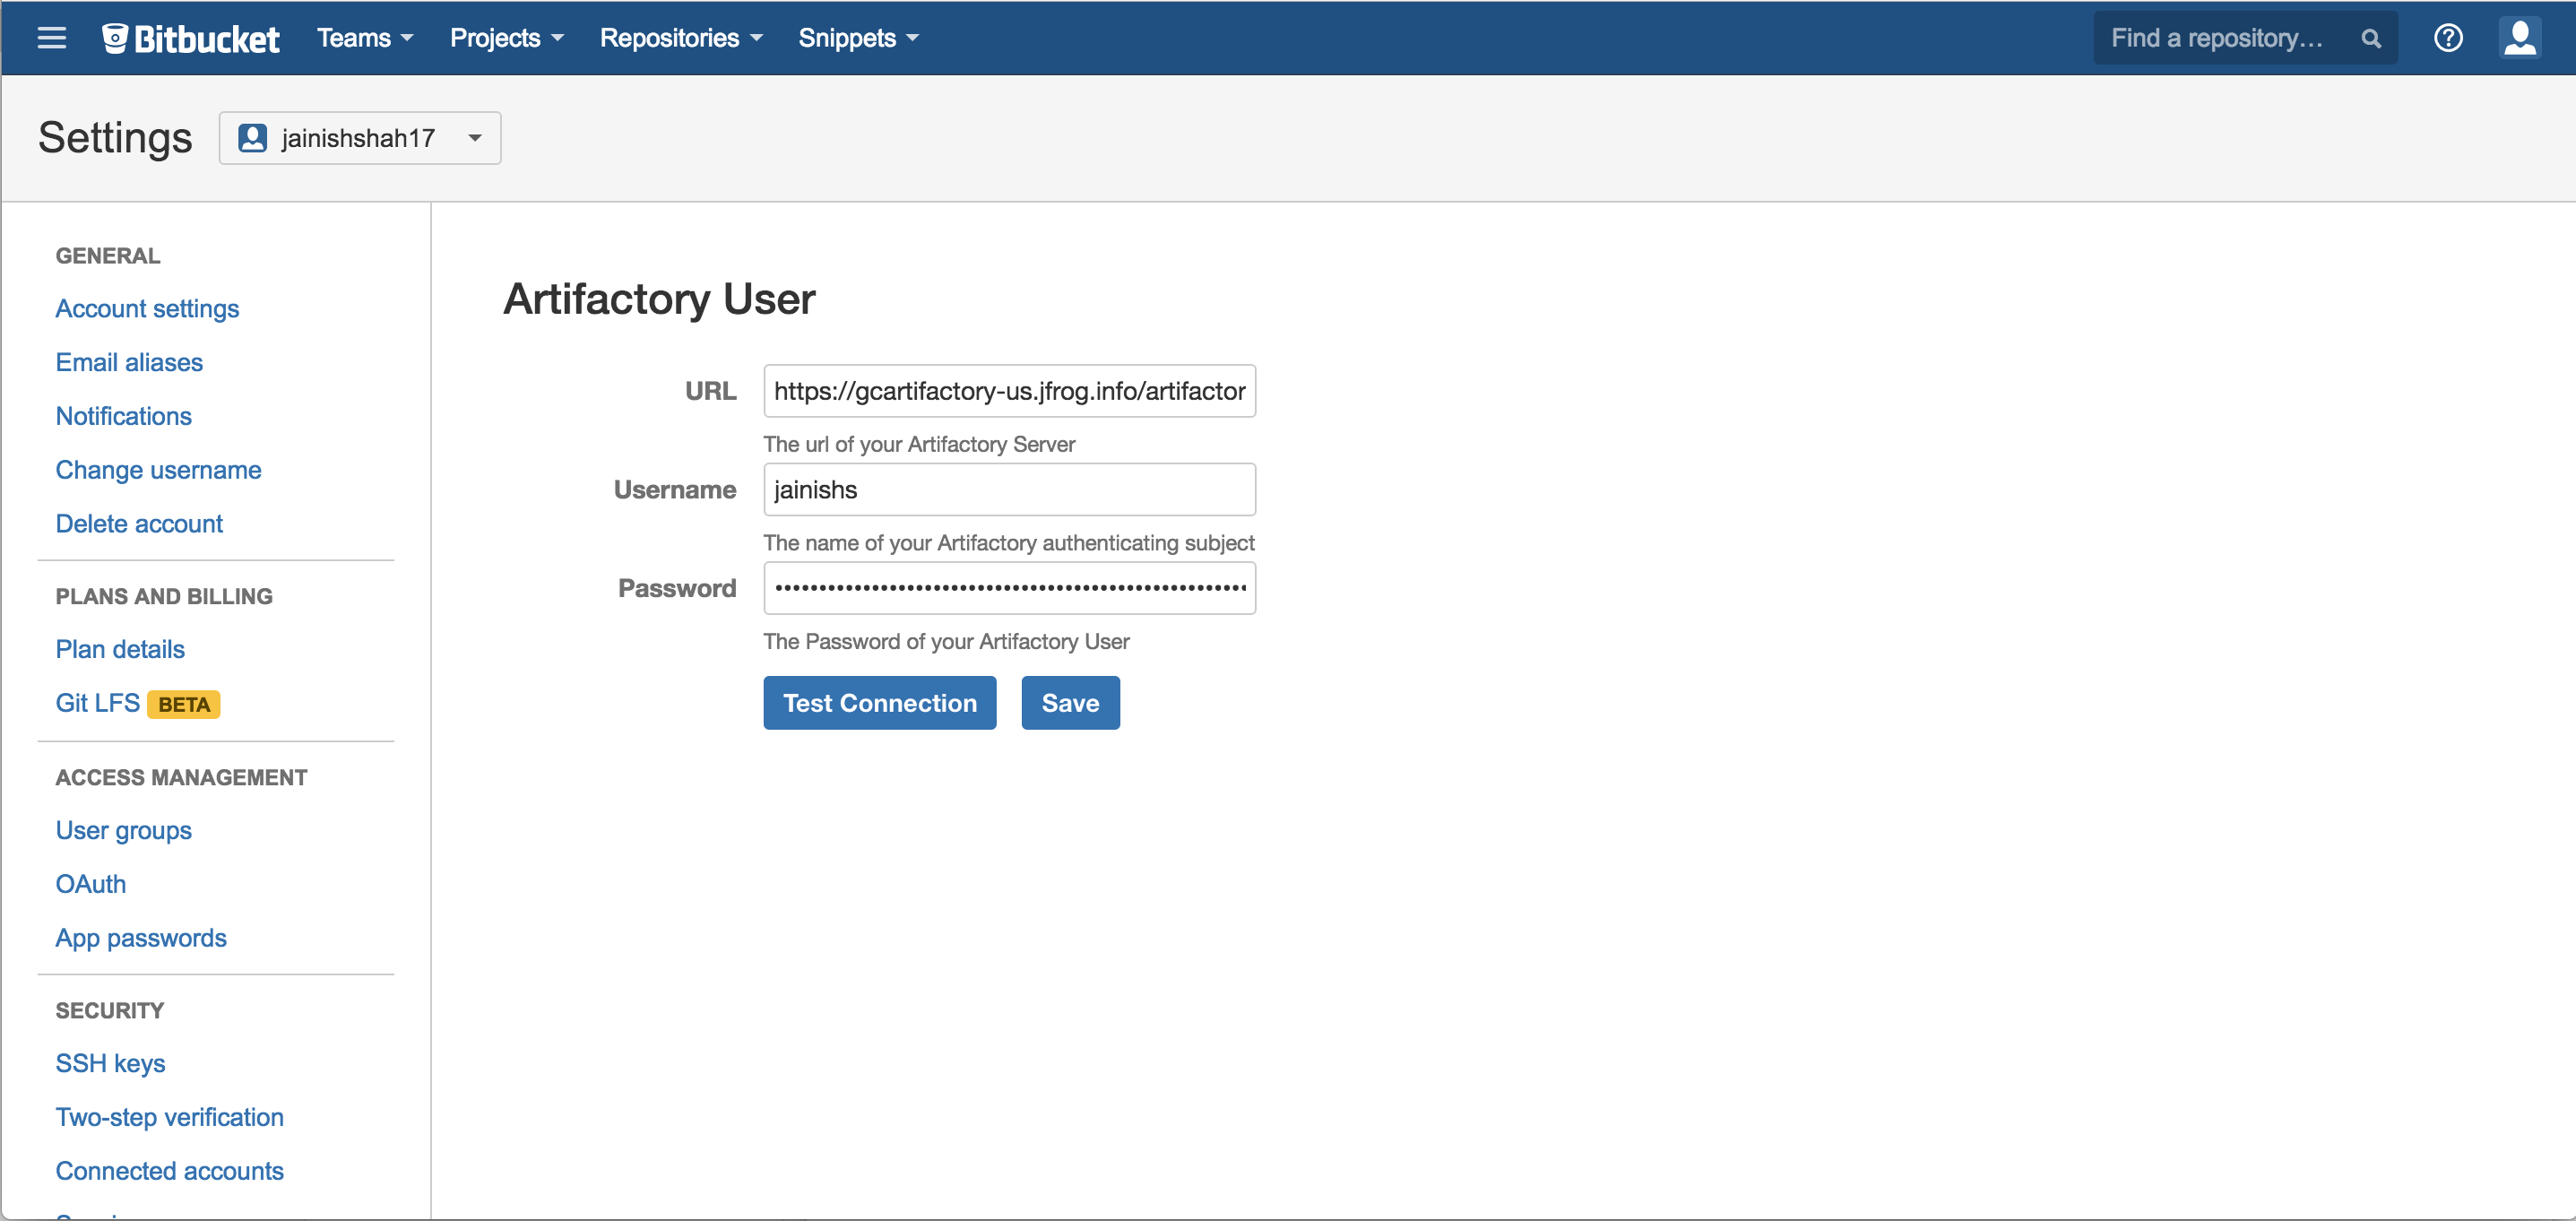 Bitbucket Teams Projects Repositories Snippets Find a repository...
Settings jainishshah17
GENERAL
Account settings
Email aliases
Notifications
Change username
Delete account
PLANS AND BILLING
Plan details
Git LFS BETA
ACCESS MANAGEMENT
User groups
OAuth
App passwords
SECURITY
SSH keys
Two-step verification
Connected accounts
Artifactory User
URL https://gcartifactory-us.jfrog.info/artifactor
The url of your Artifactory Server
Username jainishs
The name of your Artifactory authenticating subject
Password
The Password of your Artifactory User
Test Connection Save